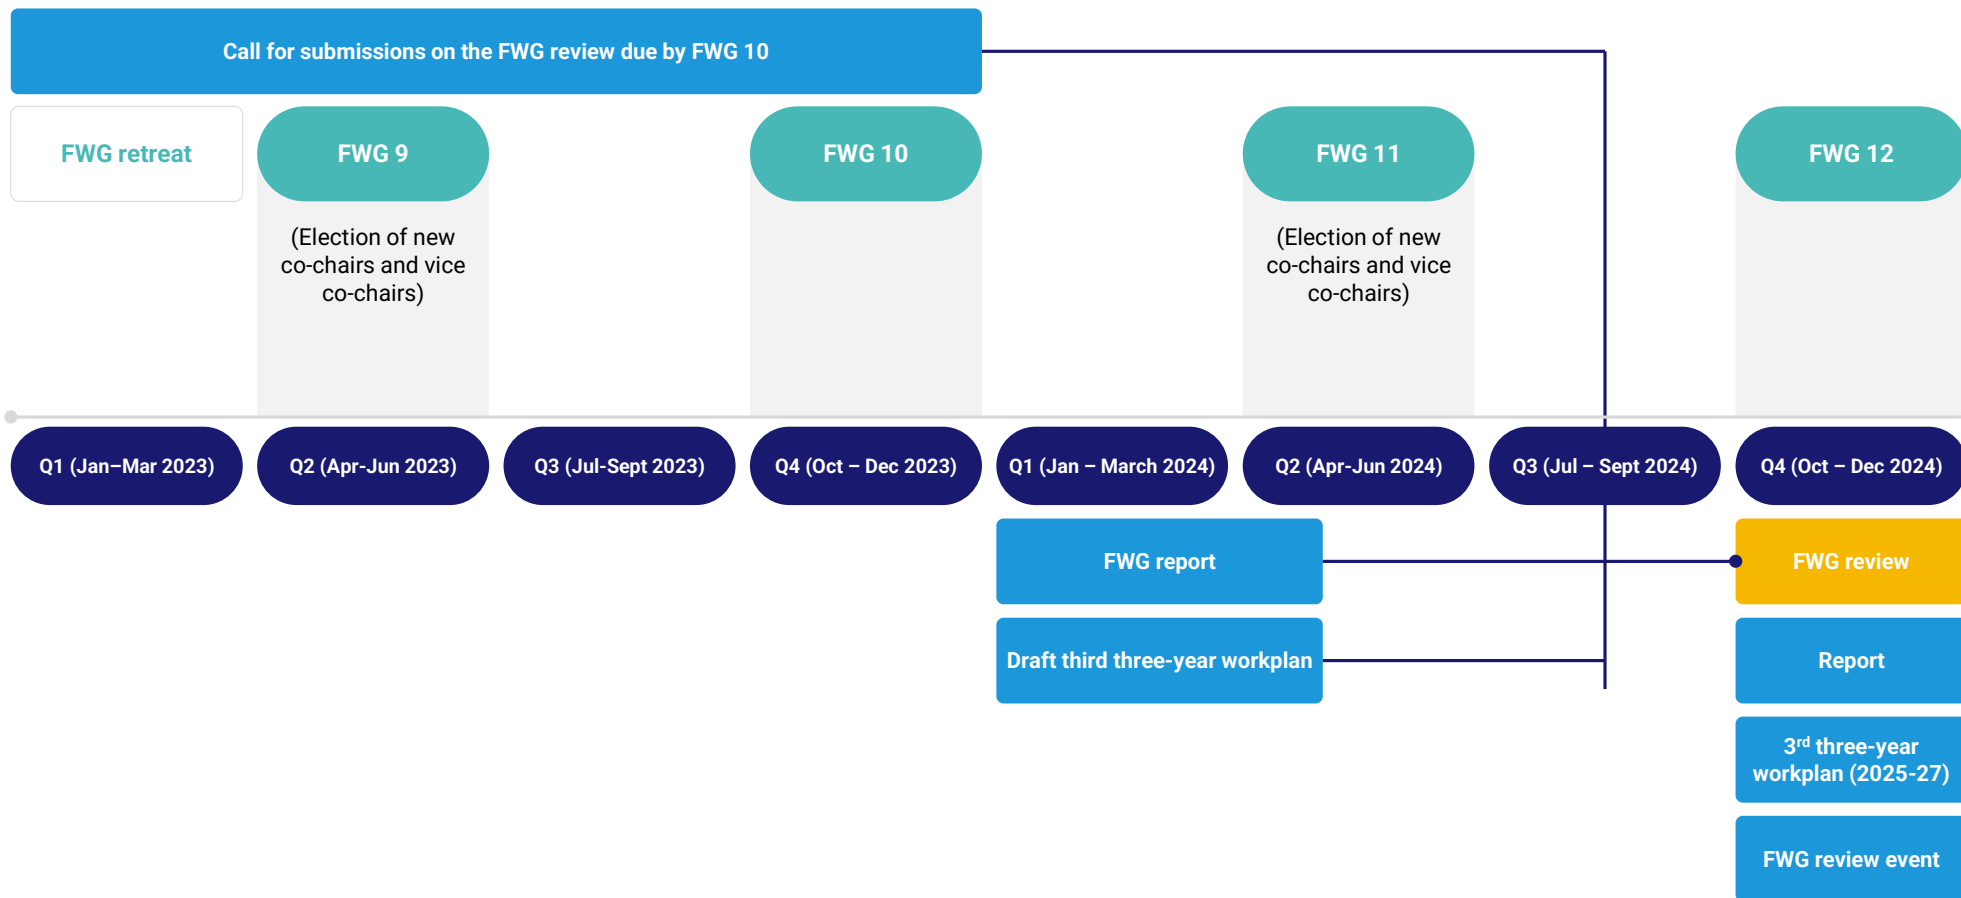 Call for submissions on the FWG review due by FWG 10
FWG retreat
FWG 9
FWG 10
FWG 11
FWG 12
(Election of new
co-chairs and vice
co-chairs)
(Election of new
co-chairs and vice
co-chairs)
Q1 (Jan–Mar 2023)
Q2 (Apr-Jun 2023)
Q3 (Jul-Sept 2023)
Q4 (Oct – Dec 2023)
Q1 (Jan – March 2024)
Q2 (Apr-Jun 2024)
Q3 (Jul – Sept 2024)
Q4 (Oct – Dec 2024)
FWG report
FWG review
Draft third three-year workplan
Report
3rd three-year
workplan (2025-27)
FWG review event